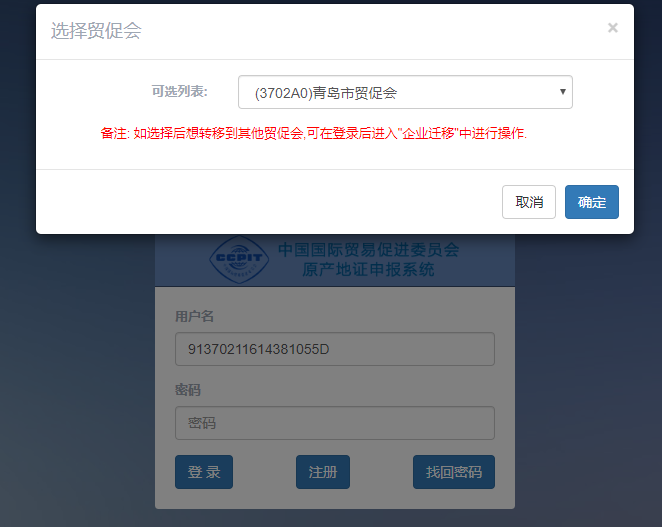 选择贸促会 ×
可选列表: (3702A0)青岛市贸促会
备注: 如选择后想转移到其他贸促会,可在登录后进入"企业迁移"中进行操作.
取消 确定
CCPIT
中国国际贸易促进委员会
原产地证申报系统
用户名
91370211614381055D
密码
密码
登 录 注册 找回密码